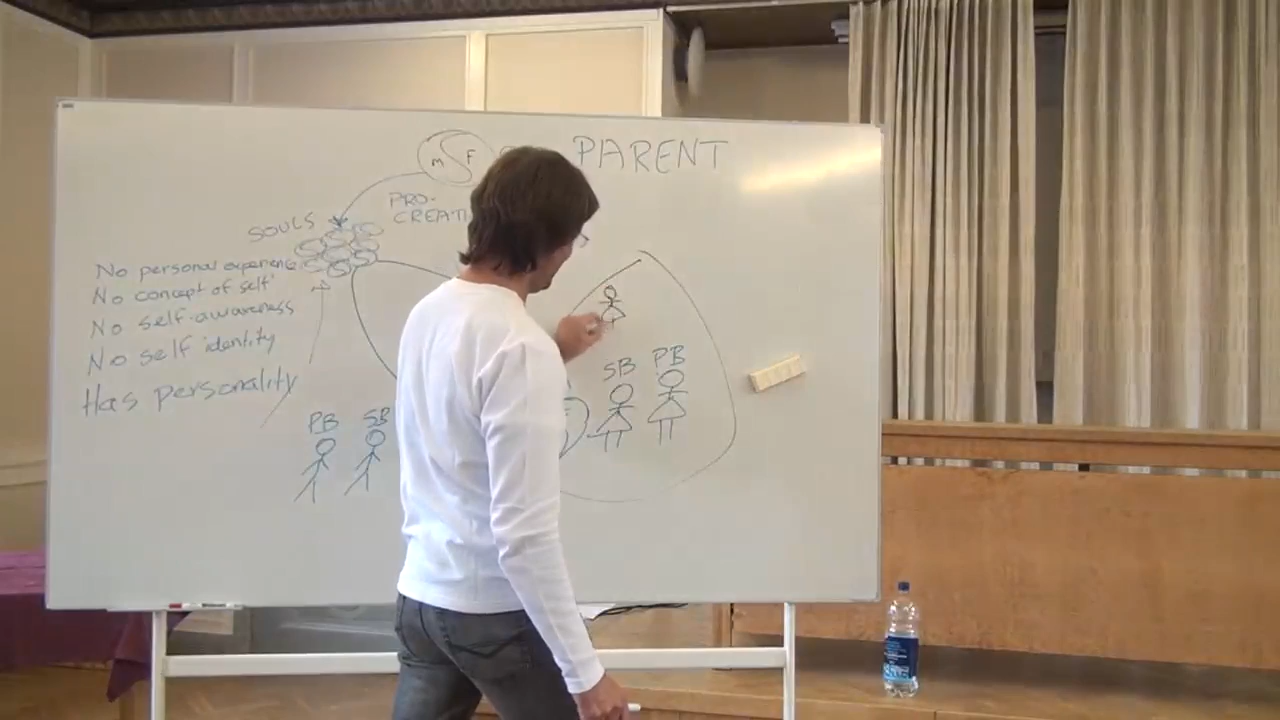 M F
PARENT
PRO-
CREATI
SOULS
No personal experience
No concept of self
No self-awareness
No self identity
Has personality
PB SB
SB PB